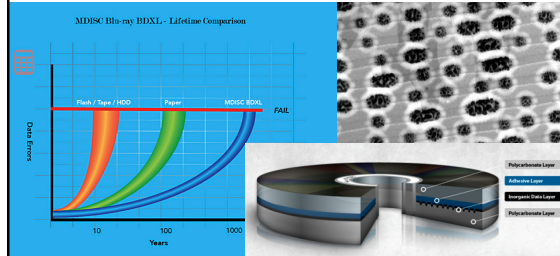 MDISC Blu-ray BDXL - Lifetime Comparison
Flash / Tape / HDD
Paper
MDISC BDXL
FAIL
Data Errors
10
100
1000
Years
Polycarbonate Layer
Adhesive Layer
Inorganic Data Layer
Polycarbonate Layer